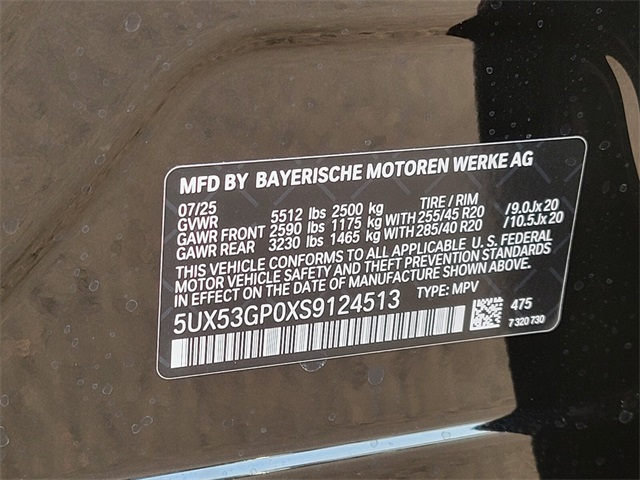 MFD BY BAYERISCHE MOTOREN WERKE AG
07/25
GVWR 5512 lbs 2500 kg TIRE / RIM
GAWR FRONT 2590 lbs 1175 kg WITH 255/45 R20 /9.0Jx20
GAWR REAR 3230 lbs 1465 kg WITH 285/40 R20 /10.5Jx20
THIS VEHICLE CONFORMS TO ALL APPLICABLE U. S. FEDERAL
MOTOR VEHICLE SAFETY AND THEFT PREVENTION STANDARDS
IN EFFECT ON THE DATE OF MANUFACTURE SHOWN ABOVE.
5UX53GP0XS9124513 TYPE: MPV
475
7320730